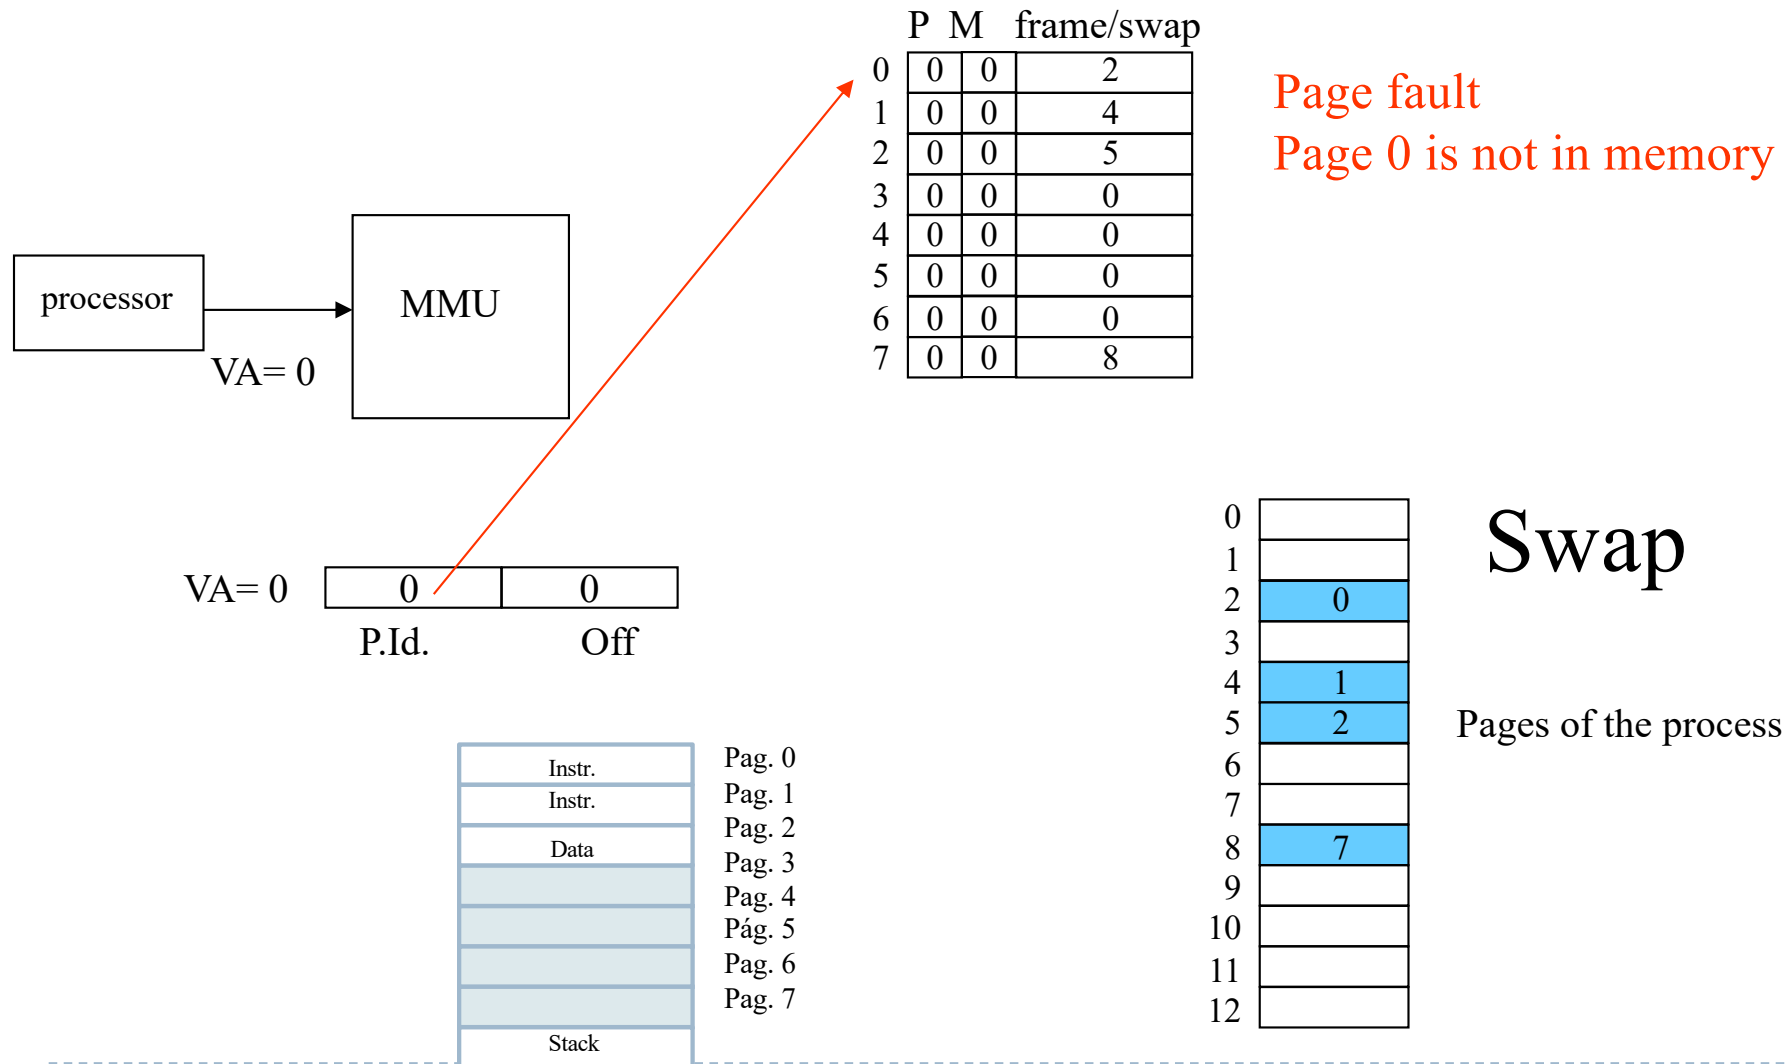 P M frame/swap
0 0 0 2
1 0 0 4
2 0 0 5
3 0 0 0
4 0 0 0
5 0 0 0
6 0 0 0
7 0 0 8
Page fault
Page 0 is not in memory
processor
MMU
VA= 0
VA= 0 0 0
P.Id. Off
Instr. Pag. 0
Instr. Pag. 1
Data Pag. 2
Pag. 3
Pag. 4
Pág. 5
Pag. 6
Pag. 7
Stack
Swap
0
1
2 0
3
4 1
5 2
6
7
8 7
9
10
11
12
Pages of the process